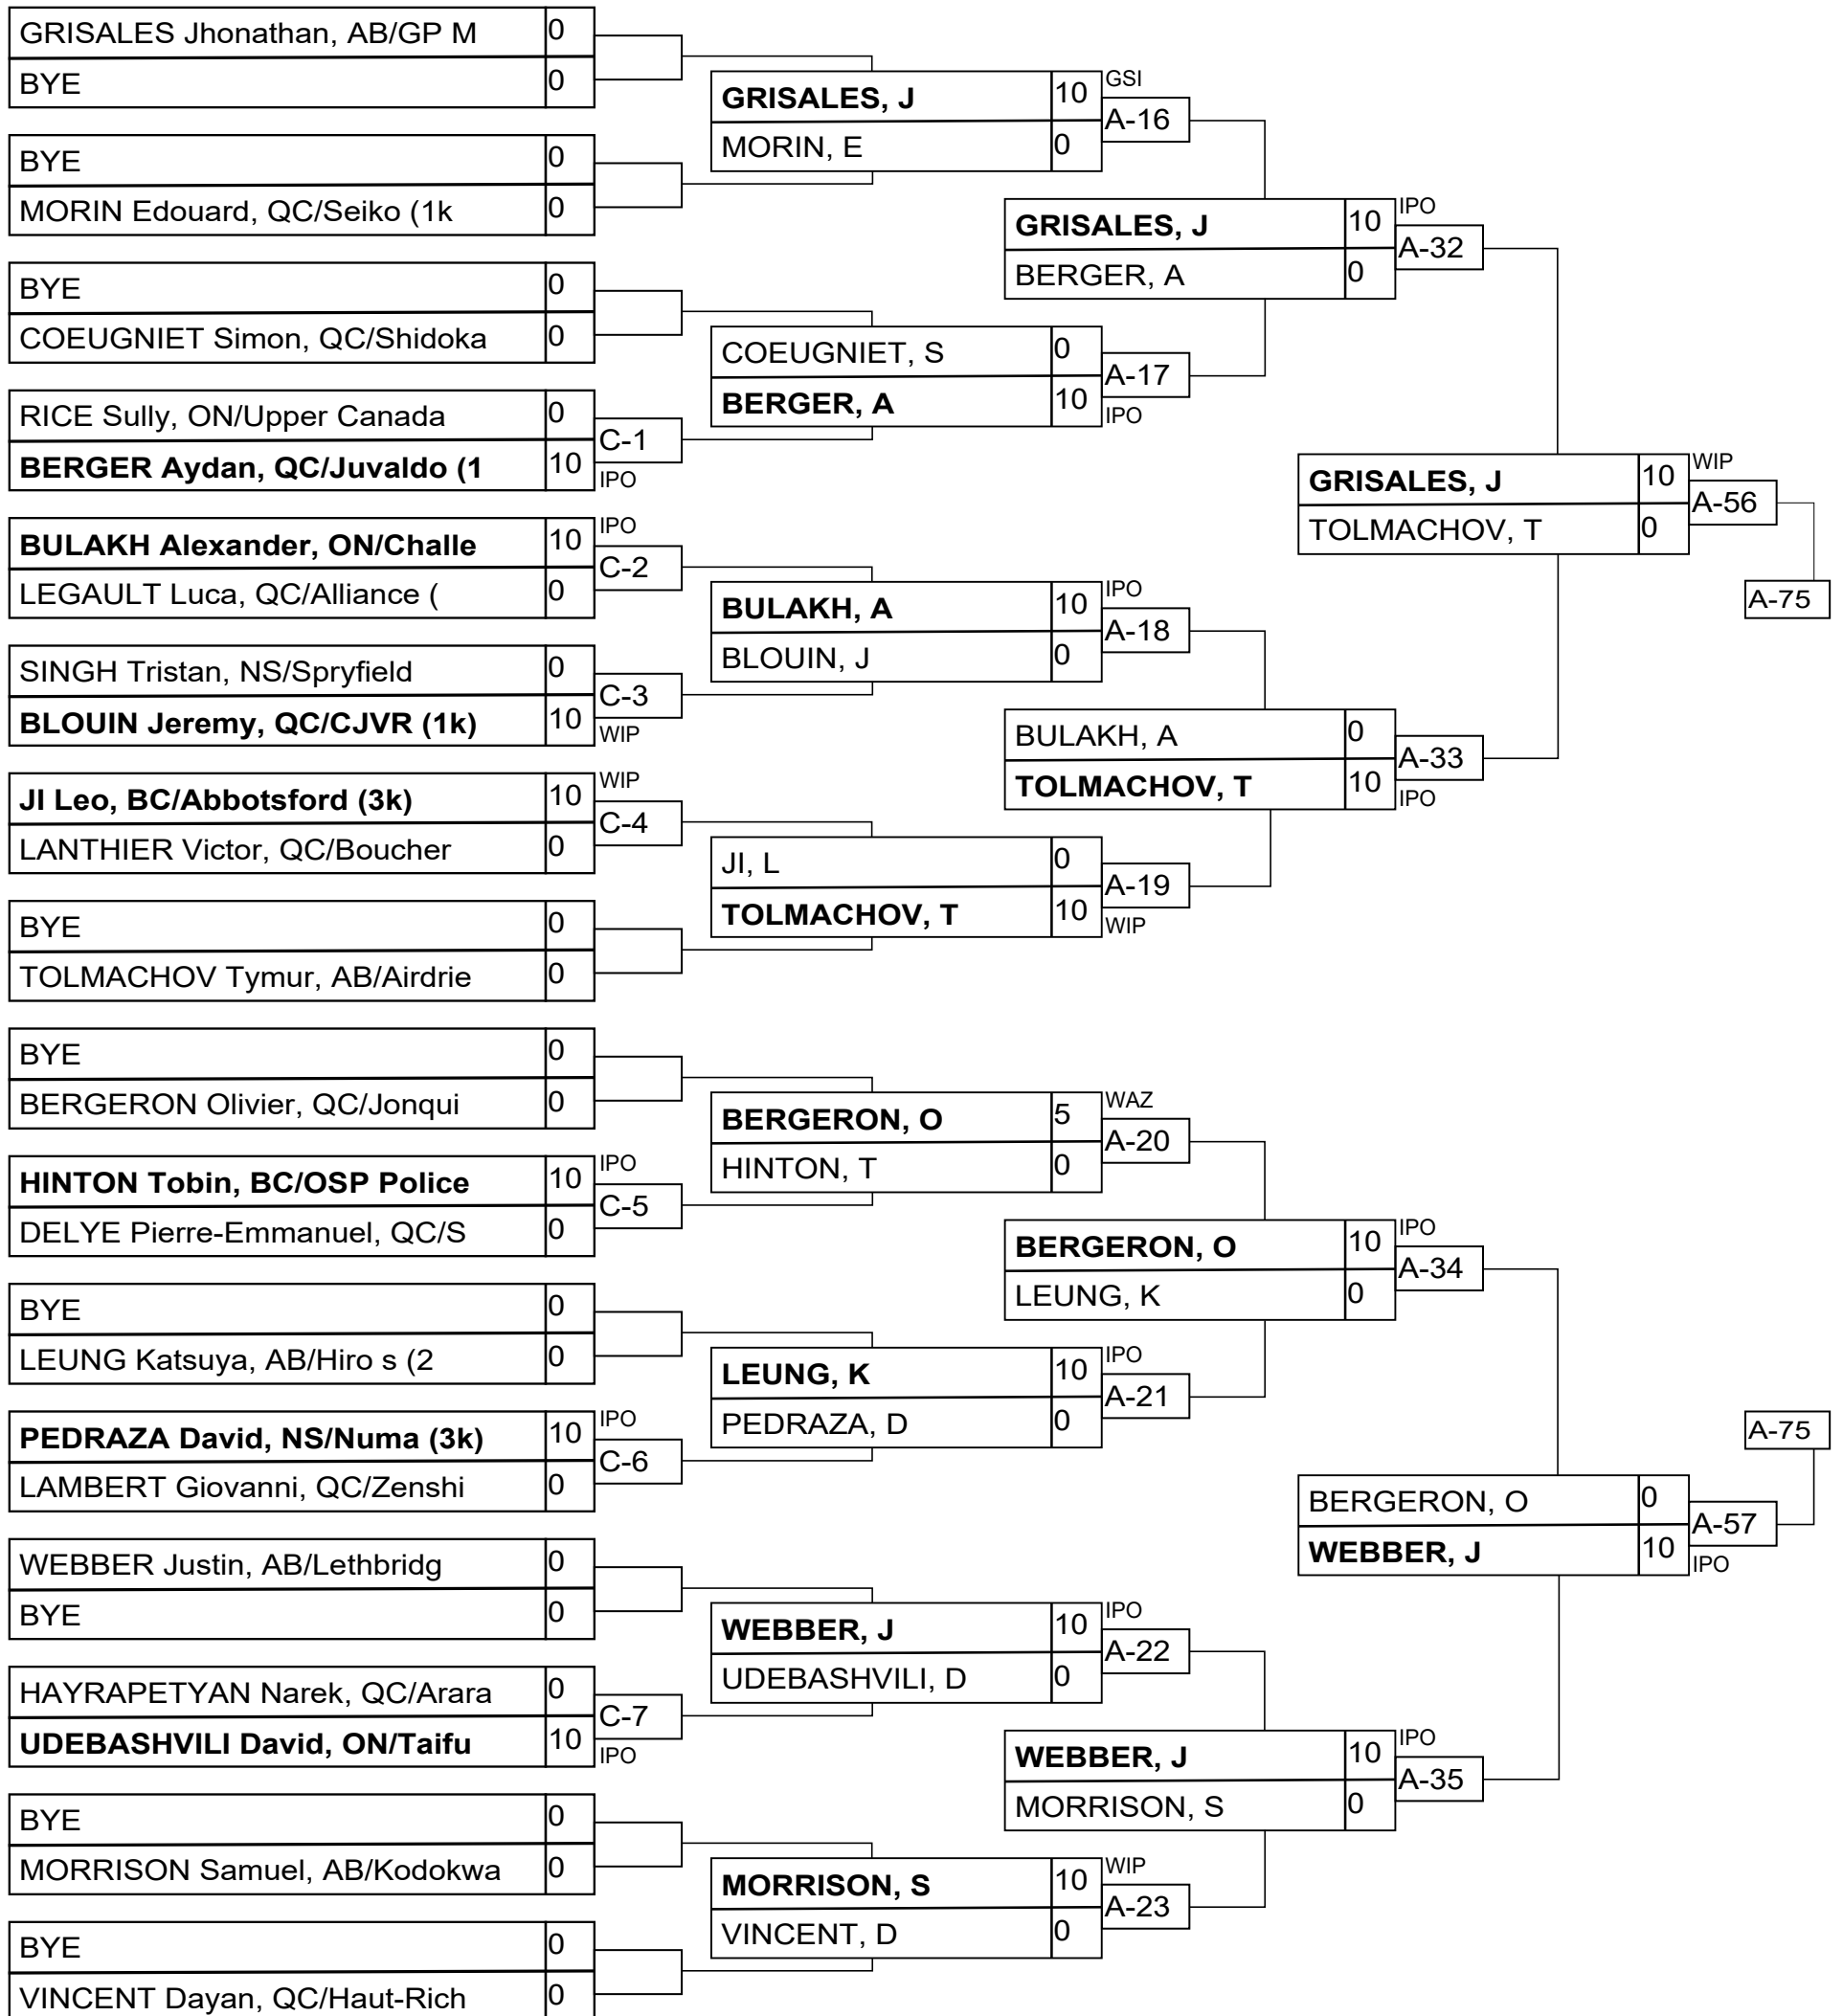 GRISALES Jhonathan, AB/GP M 0
BYE 0
BYE 0
MORIN Edouard, QC/Seiko (1k 0
BYE 0
COEUGNIET Simon, QC/Shidoka 0
RICE Sully, ON/Upper Canada 0
C-1
BERGER Aydan, QC/Juvaldo (1 10
IPO
BULAKH Alexander, ON/Challe 10 IPO
C-2
LEGAULT Luca, QC/Alliance ( 0
SINGH Tristan, NS/Spryfield 0
C-3
BLOUIN Jeremy, QC/CJVR (1k) 10
WIP
JI Leo, BC/Abbotsford (3k) 10 WIP
C-4
LANTHIER Victor, QC/Boucher 0
BYE 0
TOLMACHOV Tymur, AB/Airdrie 0
BYE 0
BERGERON Olivier, QC/Jonqui 0
HINTON Tobin, BC/OSP Police 10 IPO
C-5
DELYE Pierre-Emmanuel, QC/S 0
BYE 0
LEUNG Katsuya, AB/Hiro s (2 0
PEDRAZA David, NS/Numa (3k) 10 IPO
C-6
LAMBERT Giovanni, QC/Zenshi 0
WEBBER Justin, AB/Lethbridg 0
BYE 0
HAYRAPETYAN Narek, QC/Arara 0
C-7
UDEBASHVILI David, ON/Taifu 10
IPO
BYE 0
MORRISON Samuel, AB/Kodokwa 0
BYE 0
VINCENT Dayan, QC/Haut-Rich 0
GRISALES, J 10 GSI
A-16
MORIN, E 0
COEUGNIET, S 0
A-17
BERGER, A 10
IPO
BULAKH, A 10 IPO
A-18
BLOUIN, J 0
JI, L 0
A-19
TOLMACHOV, T 10
WIP
BERGERON, O 5 WAZ
A-20
HINTON, T 0
LEUNG, K 10 IPO
A-21
PEDRAZA, D 0
WEBBER, J 10 IPO
A-22
UDEBASHVILI, D 0
MORRISON, S 10 WIP
A-23
VINCENT, D 0
GRISALES, J 10 IPO
A-32
BERGER, A 0
BULAKH, A 0
A-33
TOLMACHOV, T 10
IPO
BERGERON, O 10 IPO
A-34
LEUNG, K 0
WEBBER, J 10 IPO
A-35
MORRISON, S 0
GRISALES, J 10 WIP
A-56
TOLMACHOV, T 0
A-75
A-75
BERGERON, O 0
A-57
WEBBER, J 10
IPO